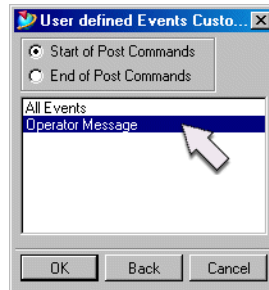 User defined Events Custo...
Start of Post Commands
End of Post Commands
All Events
Operator Message
OK Back Cancel